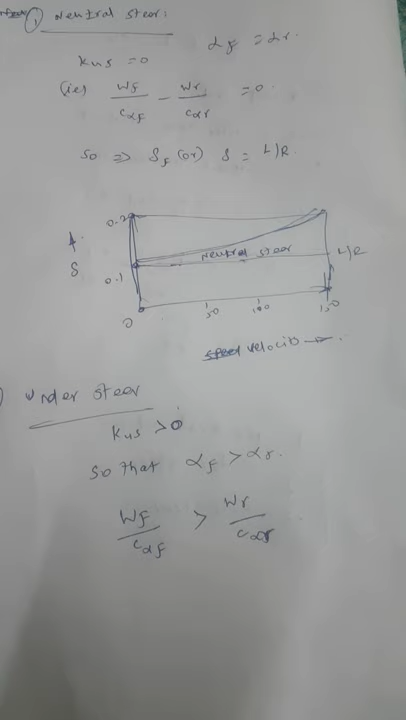 ① Neutral steer:
αf = αr.
kus = 0
(ie) Wf/Cαf - Wr/Cαr = 0.
so => δf (or) δ = L/R.
0.2
δ
Neutral steer
L/R
0.1
0 50 100 150
velocity →.
Under steer
kus > 0
so that αf > αr.
Wf/Cαf > Wr/Cαr